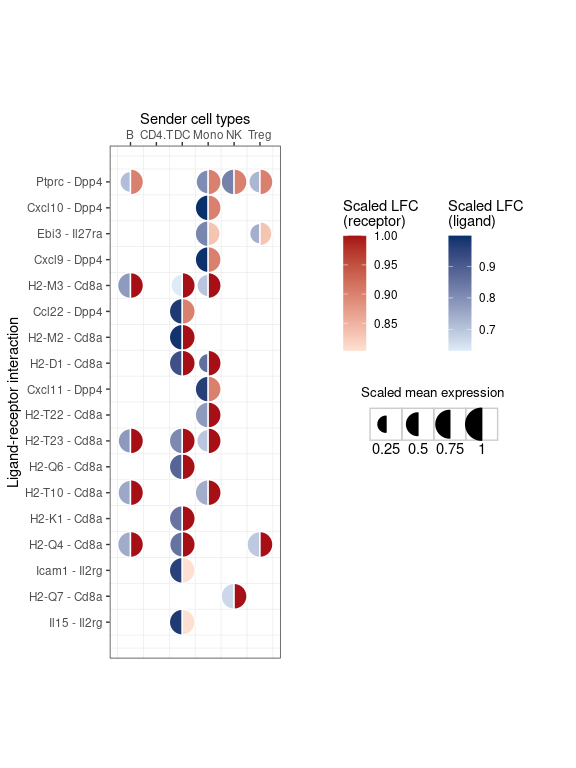 Sender cell types
B CD4.T DC Mono NK Treg
Ligand-receptor interaction
Ptprc - Dpp4
Cxcl10 - Dpp4
Ebi3 - Il27ra
Cxcl9 - Dpp4
H2-M3 - Cd8a
Ccl22 - Dpp4
H2-M2 - Cd8a
H2-D1 - Cd8a
Cxcl11 - Dpp4
H2-T22 - Cd8a
H2-T23 - Cd8a
H2-Q6 - Cd8a
H2-T10 - Cd8a
H2-K1 - Cd8a
H2-Q4 - Cd8a
Icam1 - Il2rg
H2-Q7 - Cd8a
Il15 - Il2rg
Scaled LFC
(receptor)
1.00
0.95
0.90
0.85
Scaled LFC
(ligand)
0.9
0.8
0.7
Scaled mean expression
0.25 0.5 0.75 1